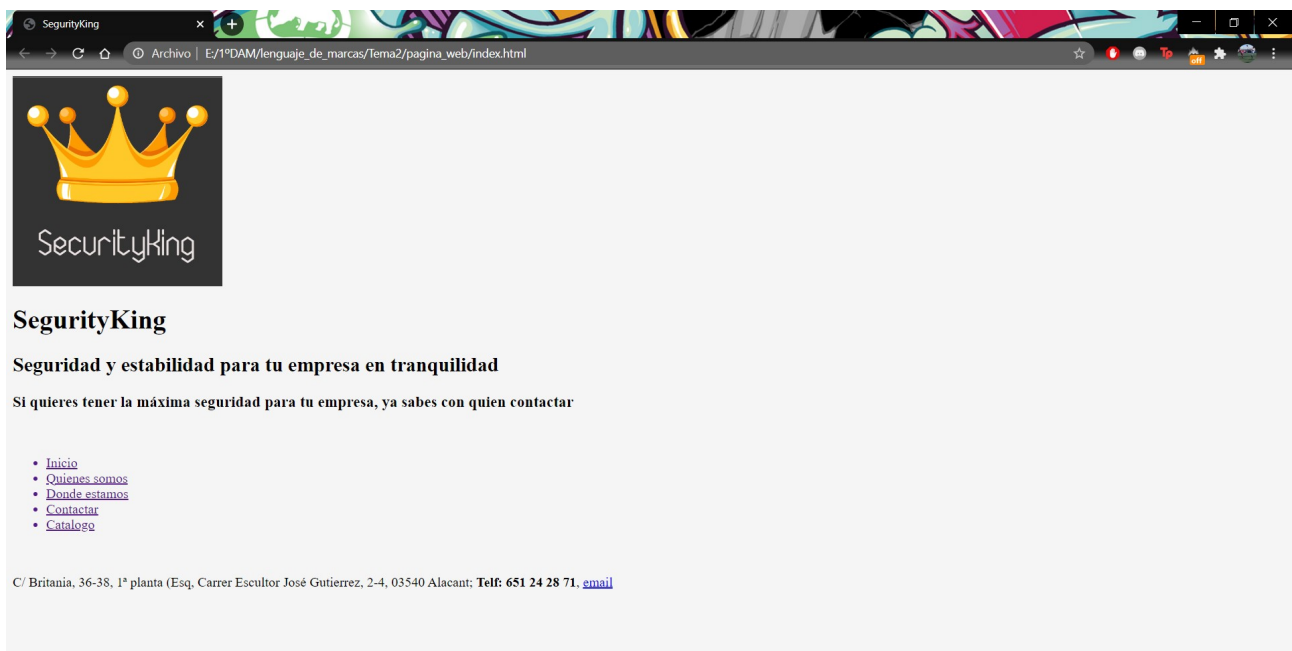 SegurityKing
Archivo | E:/1ºDAM/lenguaje_de_marcas/Tema2/pagina_web/index.html
Tp
off
SecurityKing
SegurityKing
Seguridad y estabilidad para tu empresa en tranquilidad
Si quieres tener la máxima seguridad para tu empresa, ya sabes con quien contactar
Inicio
Quienes somos
Donde estamos
Contactar
Catalogo
C/ Britania, 36-38, 1ª planta (Esq, Carrer Escultor José Gutierrez, 2-4, 03540 Alacant; Telf: 651 24 28 71, email